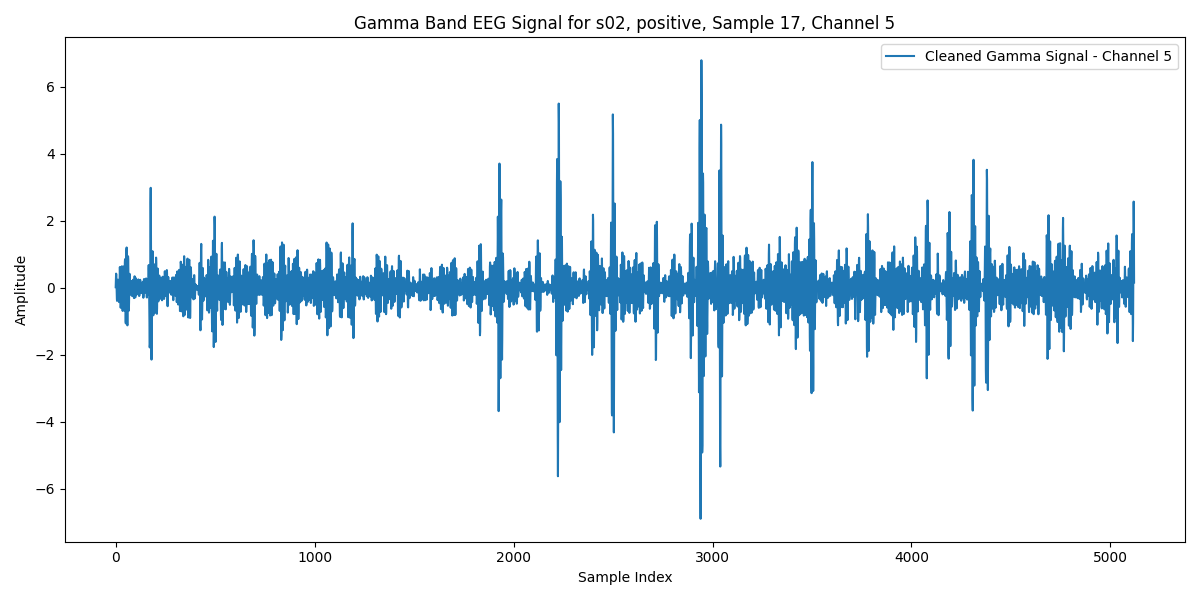 Gamma Band EEG Signal for s02, positive, Sample 17, Channel 5
Cleaned Gamma Signal - Channel 5
Amplitude
6
4
2
0
−2
−4
−6
0 1000 2000 3000 4000 5000
Sample Index